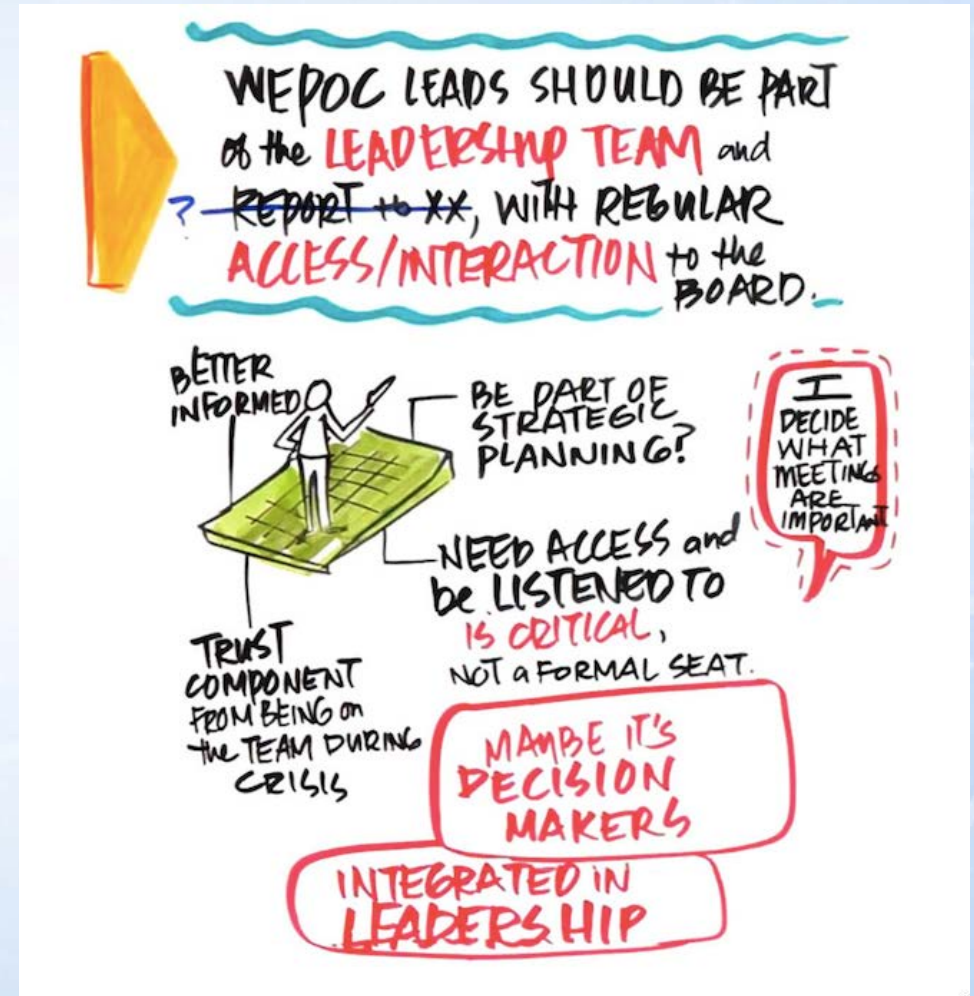 WEPOC LEADS SHOULD BE PART
of the LEADERSHIP TEAM and
? REPORT to XX, WITH REGULAR
ACCESS/INTERACTION to the
BOARD.
BETTER
INFORMED
BE PART OF
STRATEGIC
PLANNING?
I
DECIDE
WHAT
MEETINGS
ARE
IMPORTANT
NEED ACCESS and
be LISTENED TO
IS CRITICAL,
NOT a FORMAL SEAT.
TRUST
COMPONENT
FROM BEING on
the TEAM DURING
CRISIS
MAYBE IT'S
DECISION
MAKERS
INTEGRATED IN
LEADERSHIP